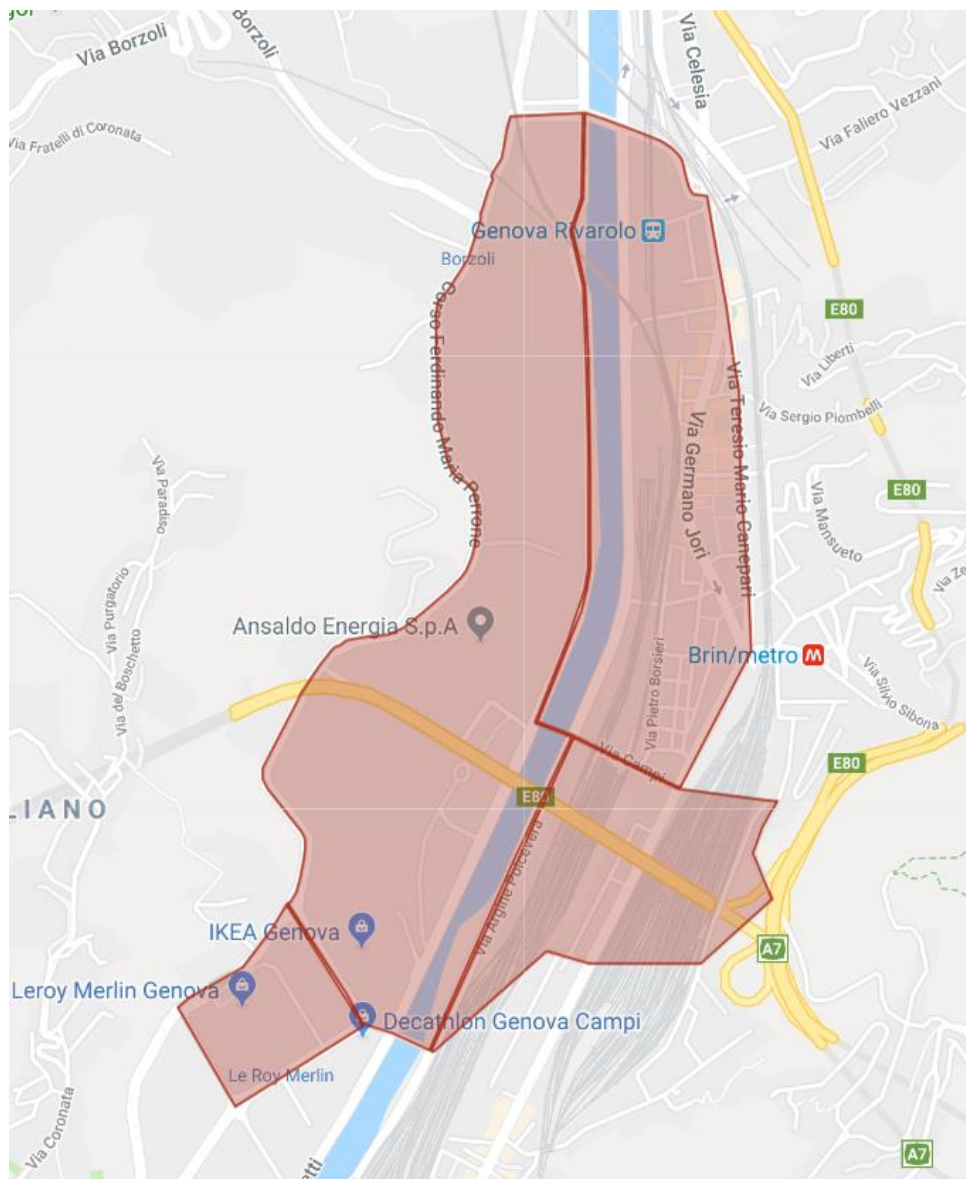 Via Borzoli
Borzoli
Via Celesia
Via Faliero Vezzani
Via Fratelli di Coronata
Genova Rivarolo
Borzoli
E80
Corso Ferdinando Maria Perrone
Via Liberti
Via Teresio Mario Canepari
Via Sergio Piombelli
Via Germano Jori
Via Paradiso
E80
Via Mansueto
Via Purgatorio
Ansaldo Energia S.p.A
Brin/metro
Via del Boschetto
Via Pietro Borsieri
Via Silvio Sibona
Via Campi
E80
E80
LIANO
Via Argine Polcevera
IKEA Genova
A7
Leroy Merlin Genova
Decathlon Genova Campi
Le Roy Merlin
Via Coronata
A7